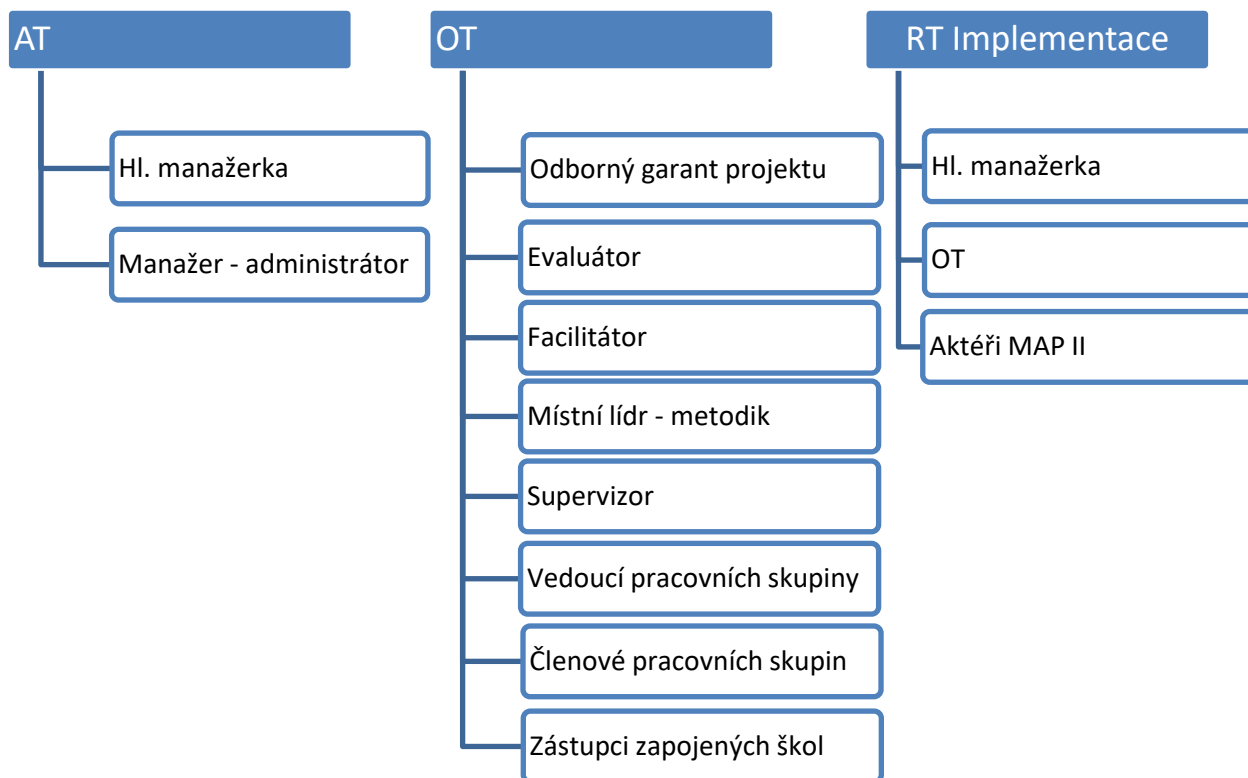 AT
Hl. manažerka
Manažer - administrátor
OT
Odborný garant projektu
Evaluátor
Facilitátor
Místní lídr - metodik
Supervizor
Vedoucí pracovních skupiny
Členové pracovních skupin
Zástupci zapojených škol
RT Implementace
Hl. manažerka
OT
Aktéři MAP II